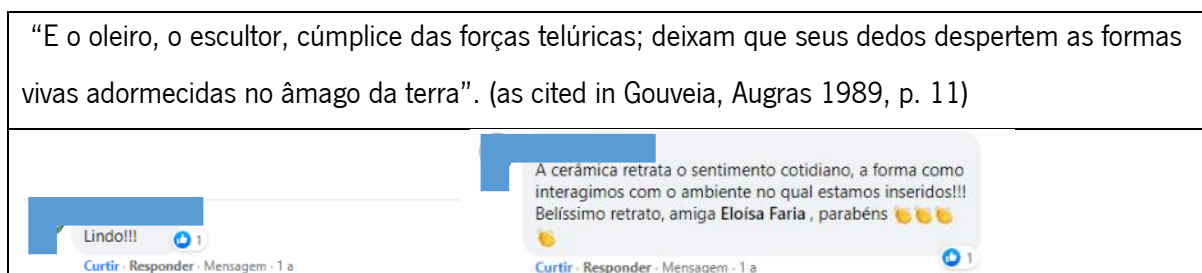 “E o oleiro, o escultor, cúmplice das forças telúricas; deixam que seus dedos despertem as formas
vivas adormecidas no âmago da terra”. (as cited in Gouveia, Augras 1989, p. 11)
Lindo!!!
1
Curtir · Responder · Mensagem · 1 a
A cerâmica retrata o sentimento cotidiano, a forma como
interagimos com o ambiente no qual estamos inseridos!!!
Belíssimo retrato, amiga Eloísa Faria , parabéns 👏👏👏
👏
1
Curtir · Responder · Mensagem · 1 a